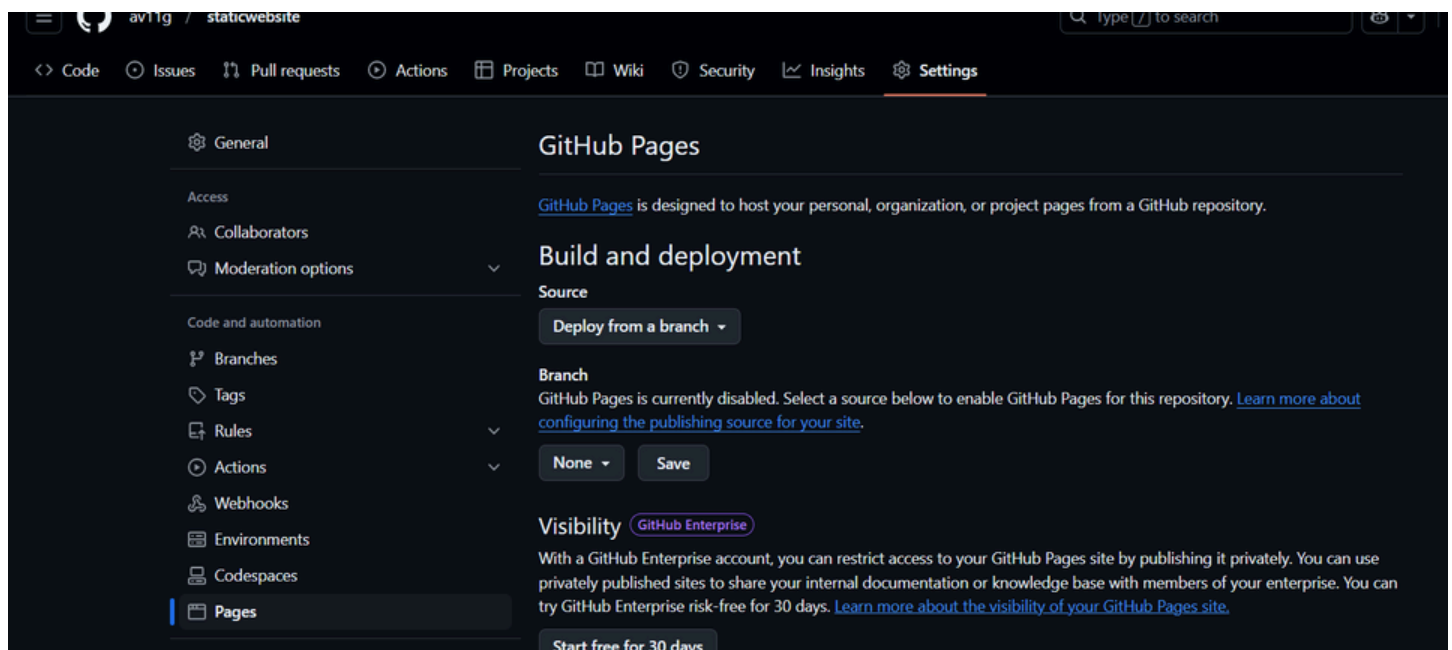 av11g / staticwebsite
Type / to search
Code Issues Pull requests Actions Projects Wiki Security Insights Settings
General
Access
Collaborators
Moderation options
Code and automation
Branches
Tags
Rules
Actions
Webhooks
Environments
Codespaces
Pages
GitHub Pages
GitHub Pages is designed to host your personal, organization, or project pages from a GitHub repository.
Build and deployment
Source
Deploy from a branch
Branch
GitHub Pages is currently disabled. Select a source below to enable GitHub Pages for this repository. Learn more about
configuring the publishing source for your site.
None Save
Visibility GitHub Enterprise
With a GitHub Enterprise account, you can restrict access to your GitHub Pages site by publishing it privately. You can use
privately published sites to share your internal documentation or knowledge base with members of your enterprise. You can
try GitHub Enterprise risk-free for 30 days. Learn more about the visibility of your GitHub Pages site.
Start free for 30 days